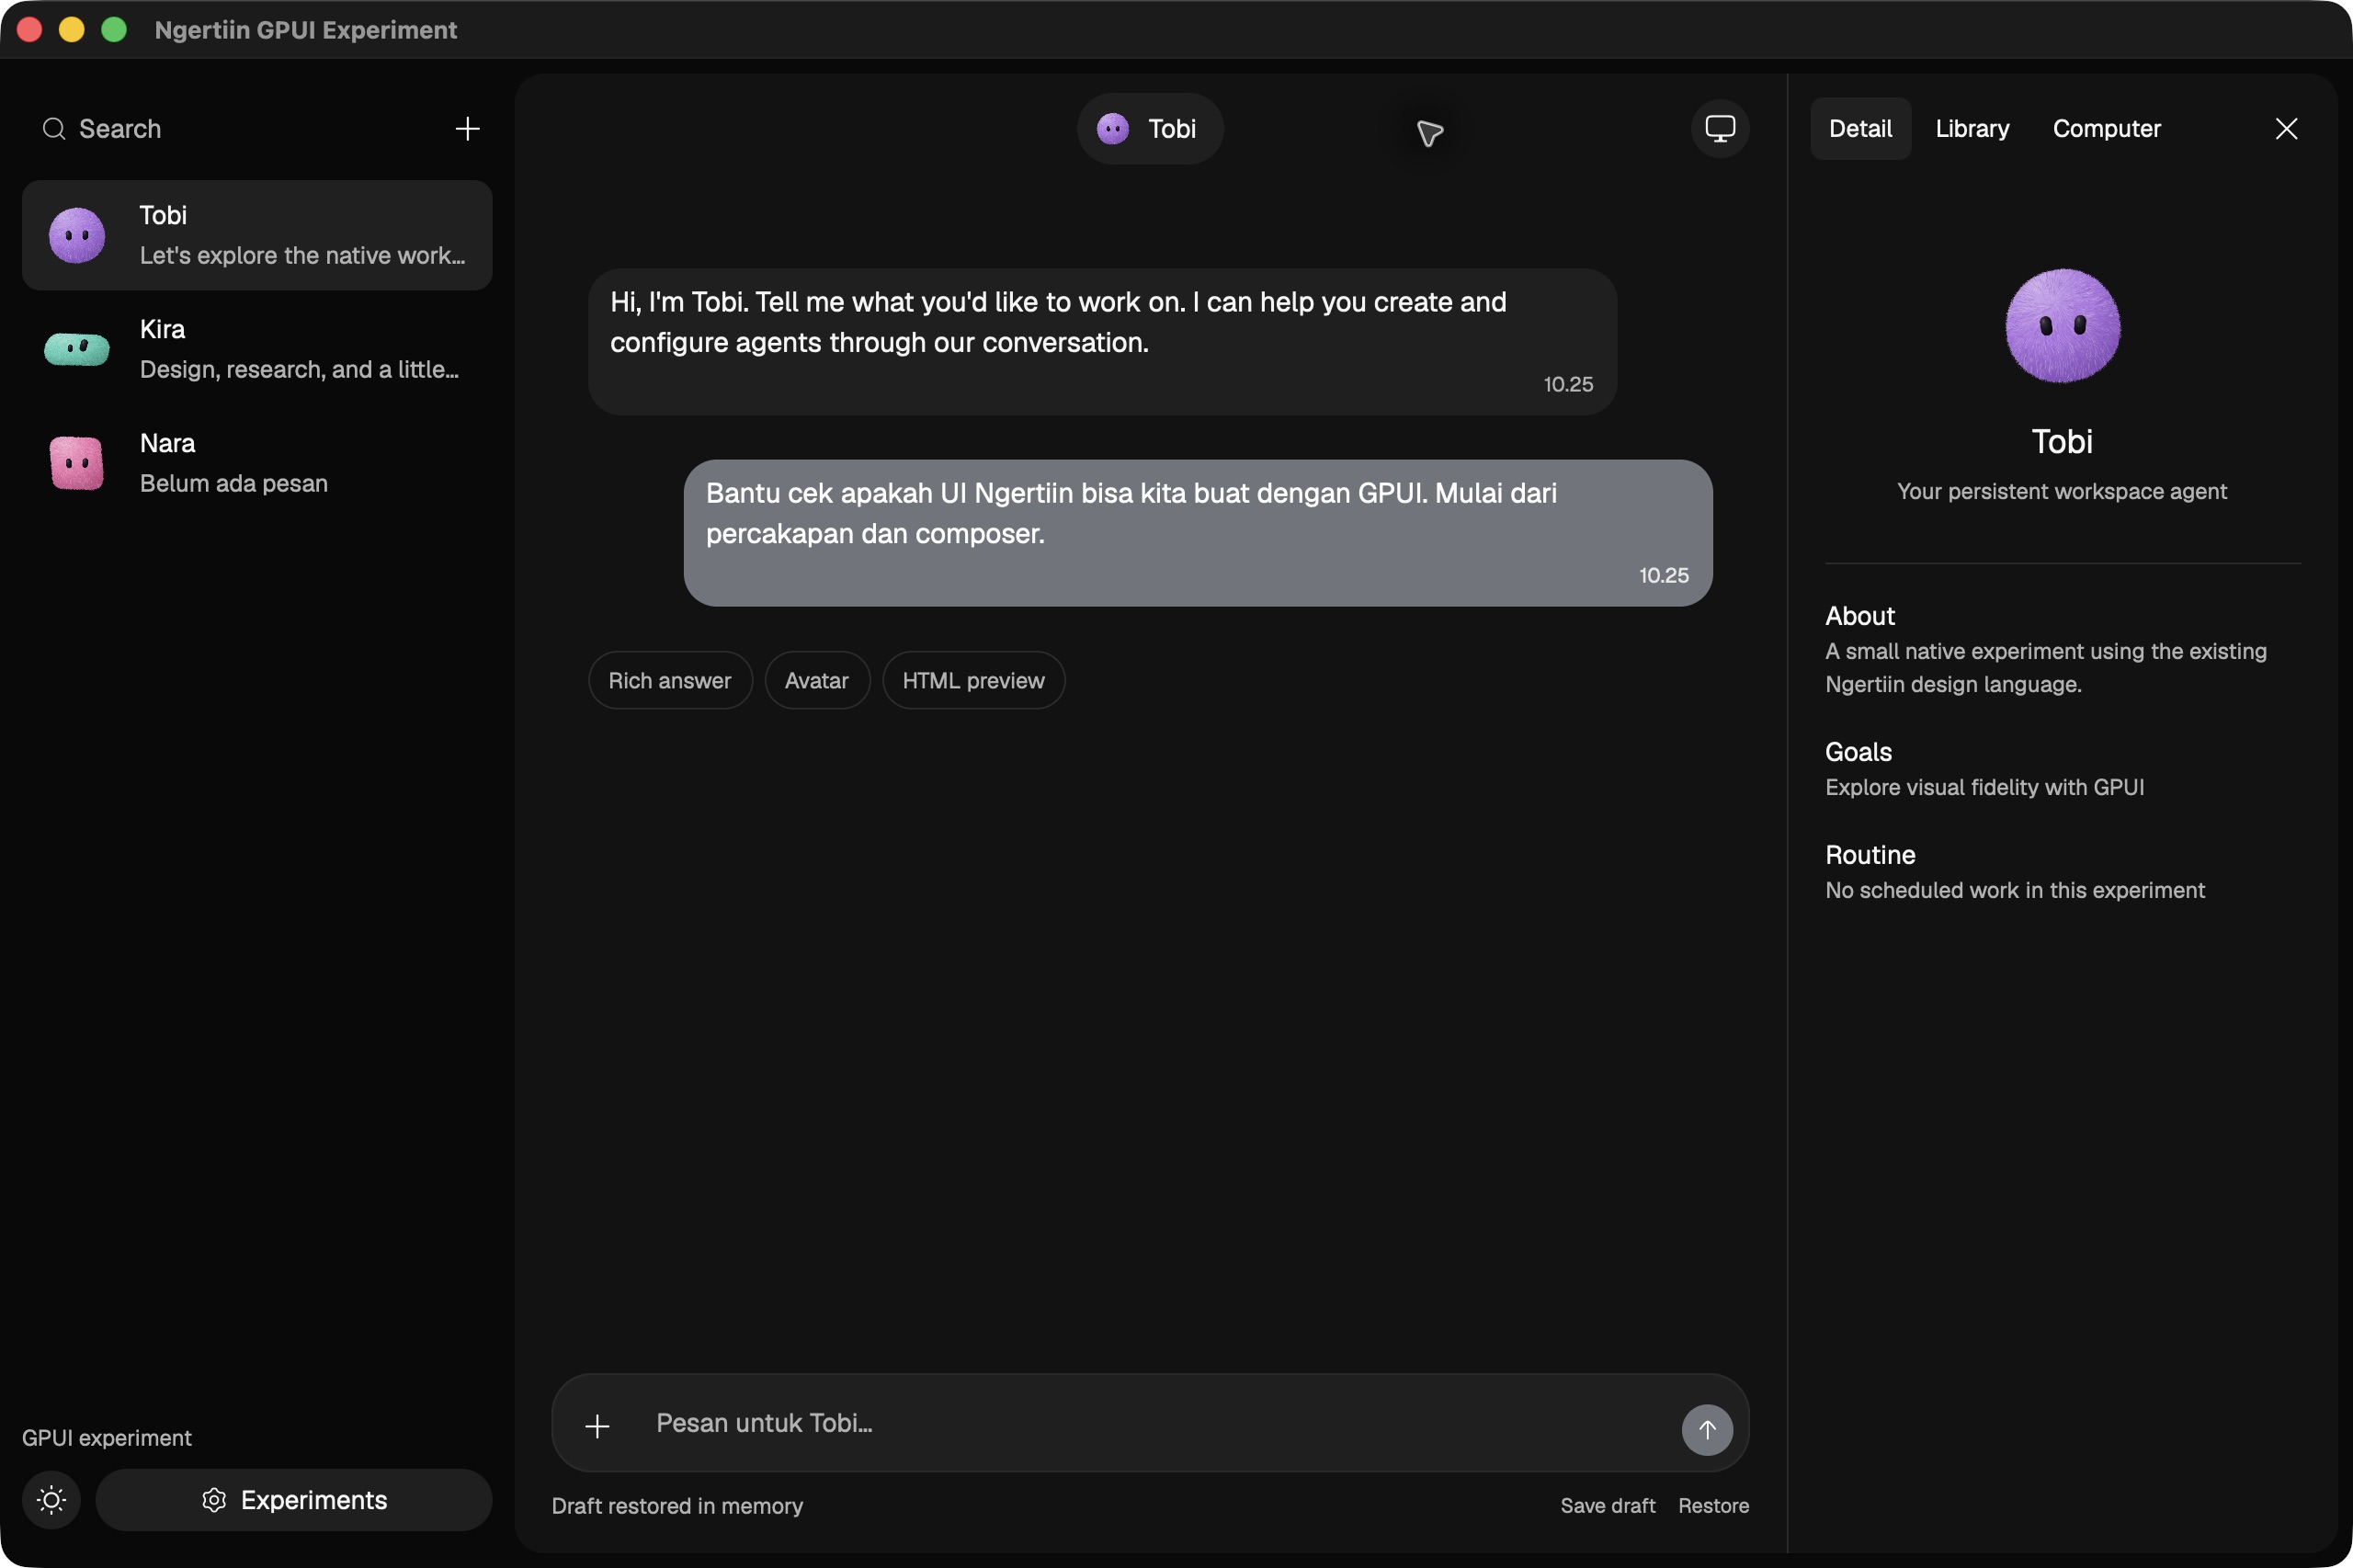 Ngertiin GPUI Experiment
Search
Tobi
Let's explore the native work...
Kira
Design, research, and a little...
Nara
Belum ada pesan
GPUI experiment
Experiments
Tobi
Hi, I'm Tobi. Tell me what you'd like to work on. I can help you create and
configure agents through our conversation.
10.25
Bantu cek apakah UI Ngertiin bisa kita buat dengan GPUI. Mulai dari
percakapan dan composer.
10.25
Rich answer
Avatar
HTML preview
Pesan untuk Tobi...
Draft restored in memory
Save draft
Restore
Detail
Library
Computer
Tobi
Your persistent workspace agent
About
A small native experiment using the existing
Ngertiin design language.
Goals
Explore visual fidelity with GPUI
Routine
No scheduled work in this experiment